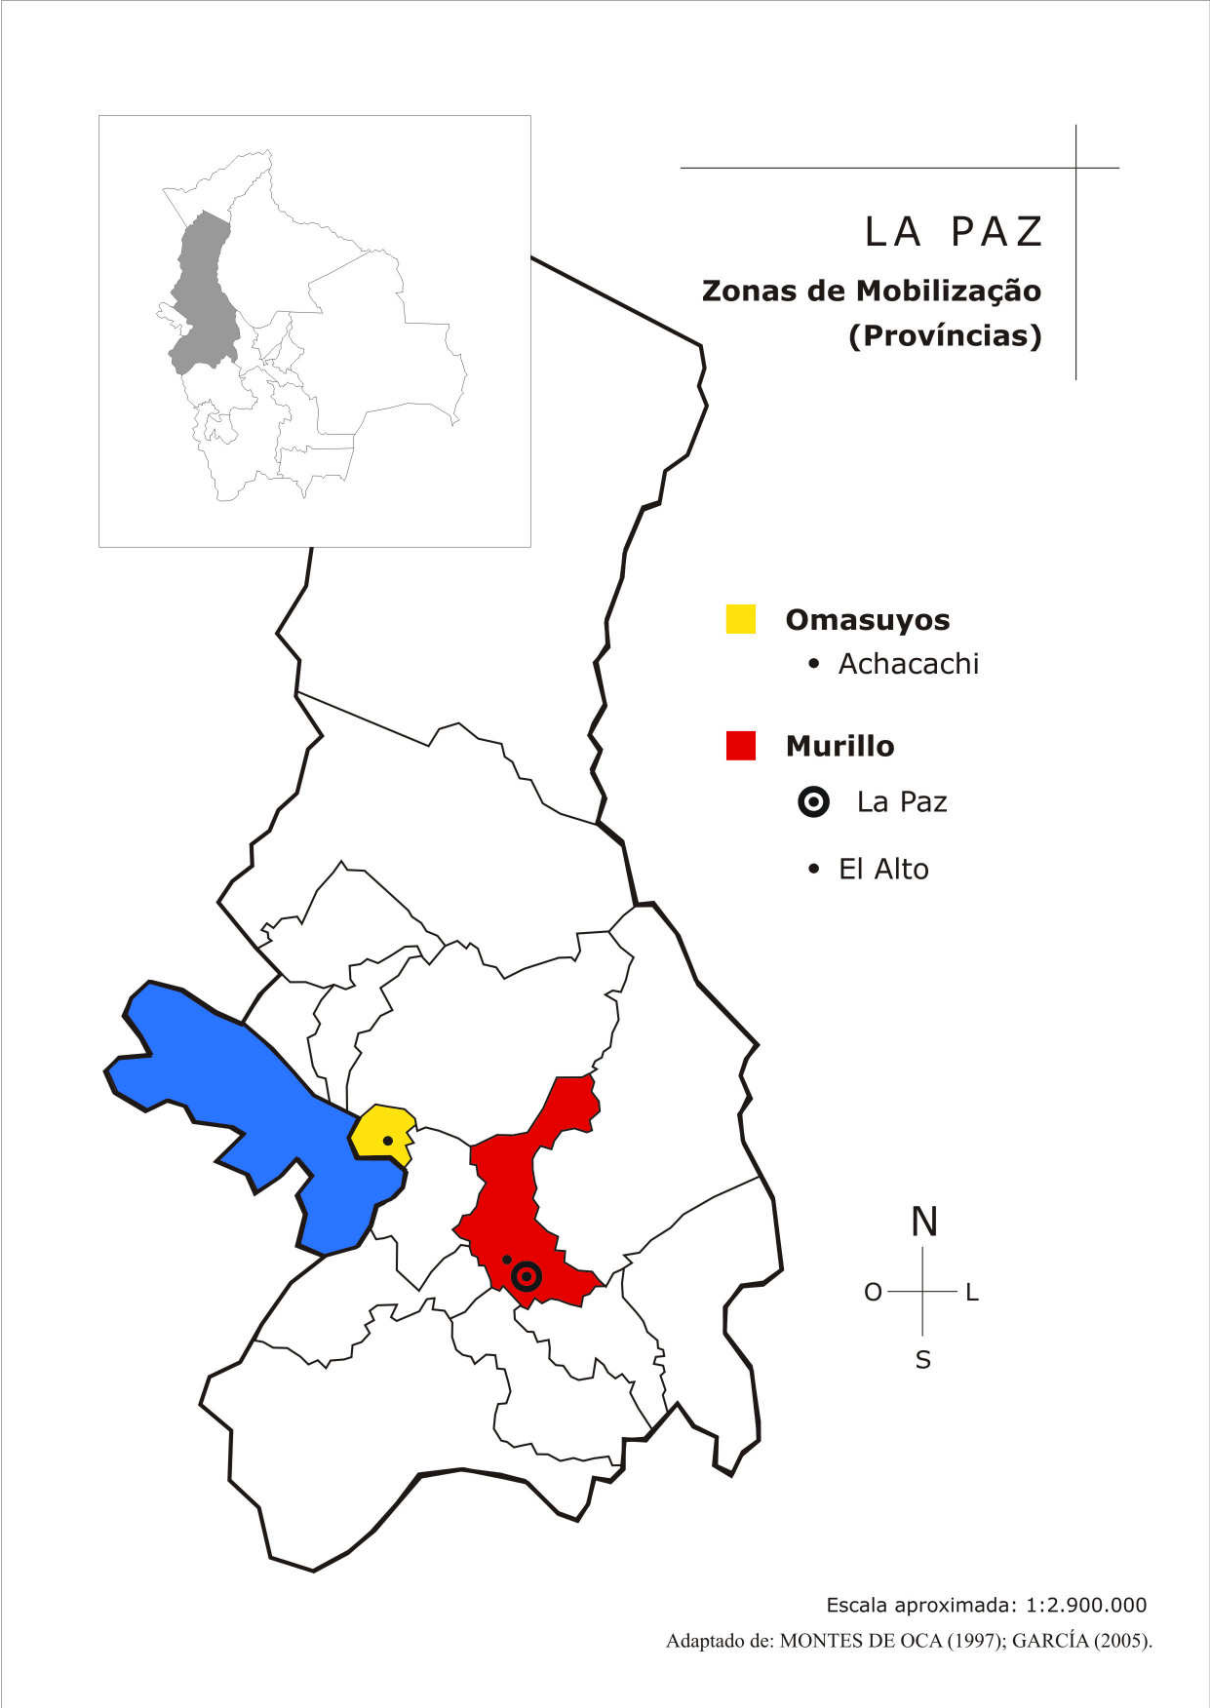 LA PAZ
Zonas de Mobilização
(Províncias)
Omasuyos
• Achacachi
Murillo
La Paz
• El Alto
N
O L
S
Escala aproximada: 1:2.900.000
Adaptado de: MONTES DE OCA (1997); GARCÍA (2005).